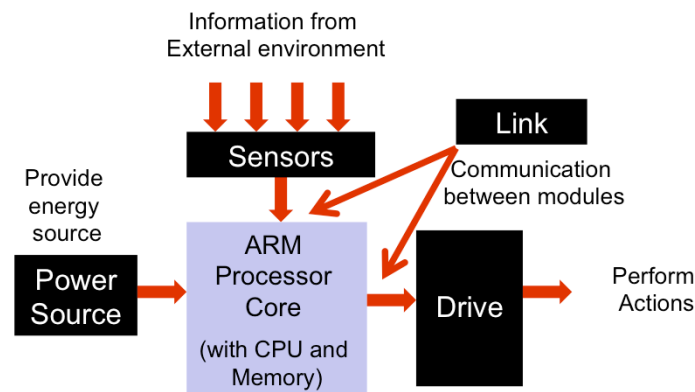 Information from
External environment
Sensors
Link
Communication
between modules
Provide
energy
source
Power
Source
ARM
Processor
Core
(with CPU and
Memory)
Drive
Perform
Actions